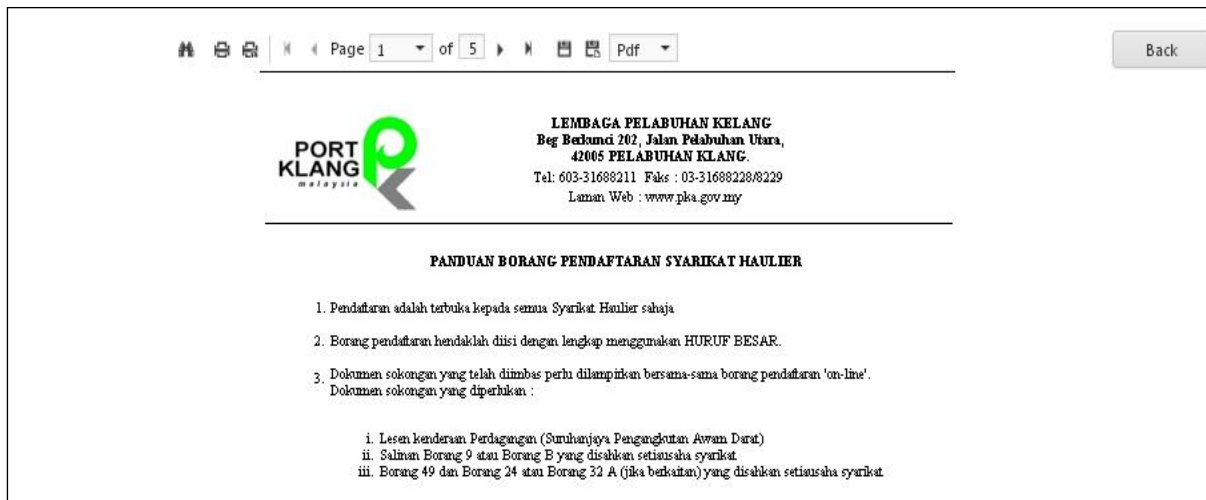 Page 1 of 5 Pdf Back
PORT
KLANG
malaysia
LEMBAGA PELABUHAN KELANG
Beg Berkunci 202, Jalan Pelabuhan Utara,
42005 PELABUHAN KLANG.
Tel: 603-31688211 Faks : 03-31688228/8229
Laman Web : www.pka.gov.my
PANDUAN BORANG PENDAFTARAN SYARIKAT HAULIER
1. Pendaftaran adalah terbuka kepada semua Syarikat Haulier sahaja
2. Borang pendaftaran hendaklah diisi dengan lengkap menggunakan HURUF BESAR.
3. Dokumen sokongan yang telah diimbas perlu dilampirkan bersama-sama borang pendaftaran 'on-line'.
Dokumen sokongan yang diperlukan :
i. Lesen kenderaan Perdagangan (Suruhanjaya Pengangkutan Awam Darat)
ii. Salinan Borang 9 atau Borang B yang disahkan setiausaha syarikat
iii. Borang 49 dan Borang 24 atau Borang 32 A (jika berkaitan) yang disahkan setiausaha syarikat